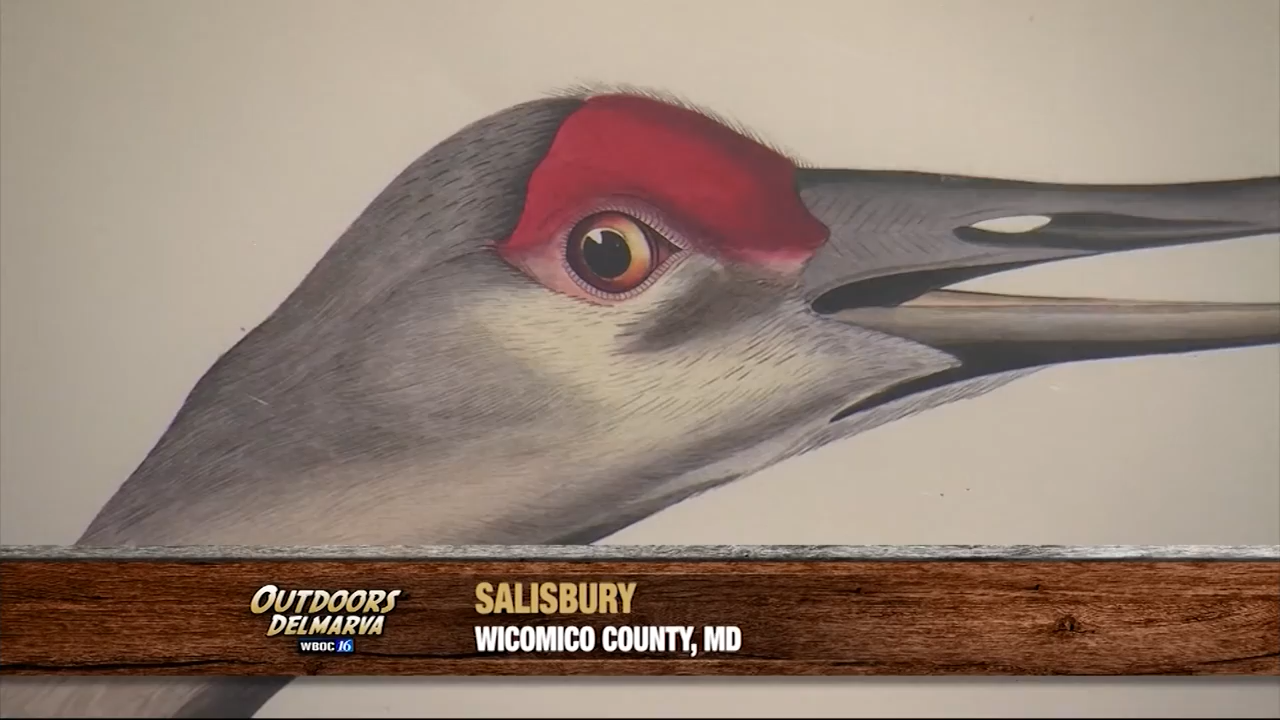 OUTDOORS
DELMARVA
WBOC 16
SALISBURY
WICOMICO COUNTY, MD